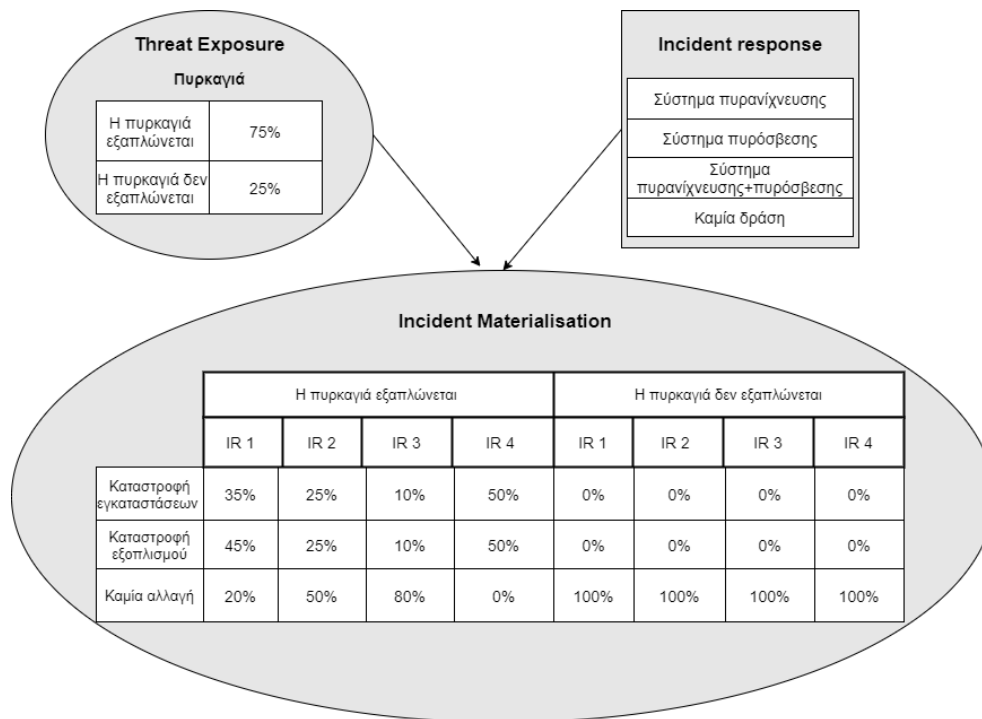 Threat Exposure
Πυρκαγιά
Η πυρκαγιά
εξαπλώνεται
75%
Η πυρκαγιά δεν
εξαπλώνεται
25%
Incident response
Σύστημα πυρανίχνευσης
Σύστημα πυρόσβεσης
Σύστημα
πυρανίχνευσης+πυρόσβεσης
Καμία δράση
Incident Materialisation
Η πυρκαγιά εξαπλώνεται Η πυρκαγιά δεν εξαπλώνεται
IR 1 IR 2 IR 3 IR 4 IR 1 IR 2 IR 3 IR 4
Καταστροφή
εγκαταστάσεων
35% 25% 10% 50% 0% 0% 0% 0%
Καταστροφή
εξοπλισμού
45% 25% 10% 50% 0% 0% 0% 0%
Καμία αλλαγή 20% 50% 80% 0% 100% 100% 100% 100%